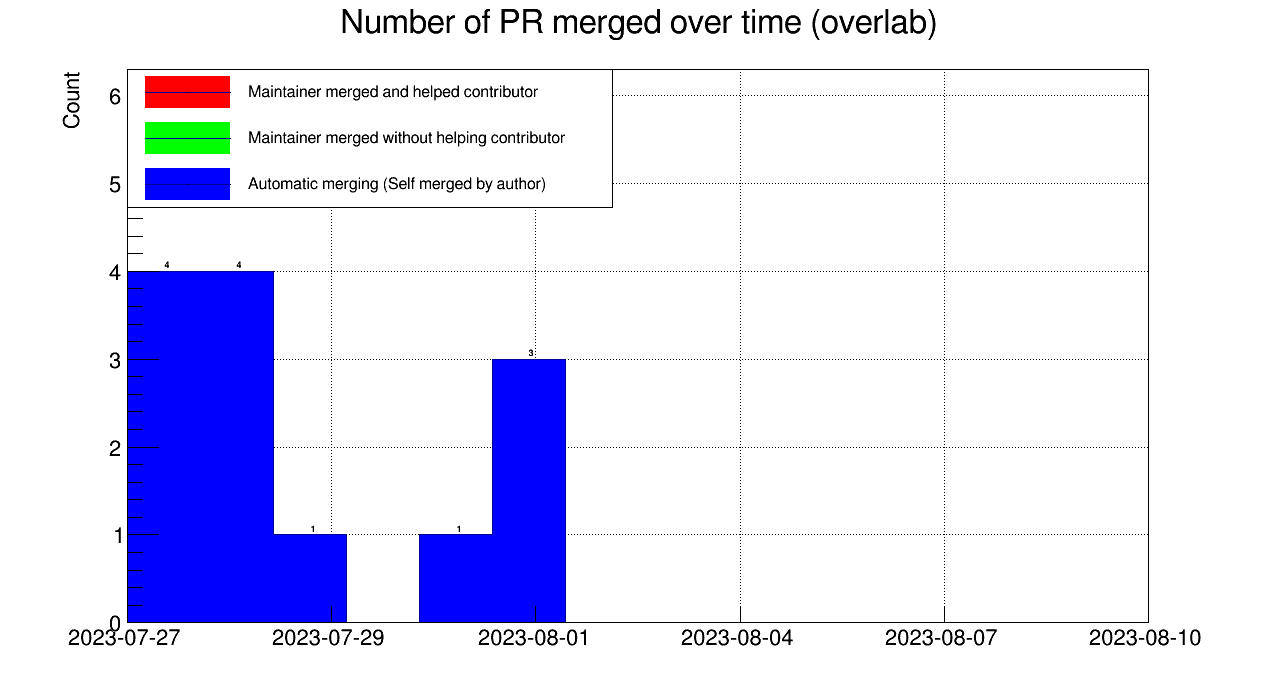 Number of PR merged over time (overlab)
Count
Maintainer merged and helped contributor
Maintainer merged without helping contributor
Automatic merging (Self merged by author)
6
5
4
3
2
1
0
4 4 1 1 3
2023-07-27 2023-07-29 2023-08-01 2023-08-04 2023-08-07 2023-08-10